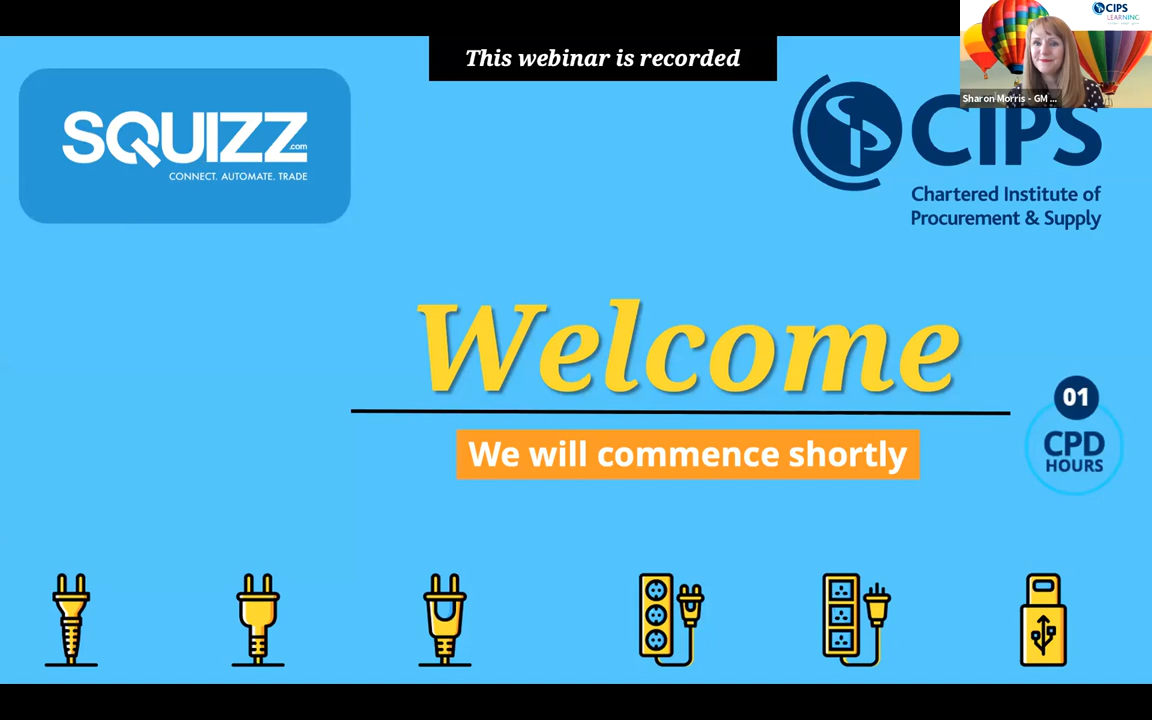 This webinar is recorded
CIPS
LEARNING
Sharon Morris - GM ...
SQUIZZ
.com
CONNECT. AUTOMATE. TRADE
CIPS
Chartered Institute of
Procurement & Supply
Welcome
We will commence shortly
01
CPD
HOURS